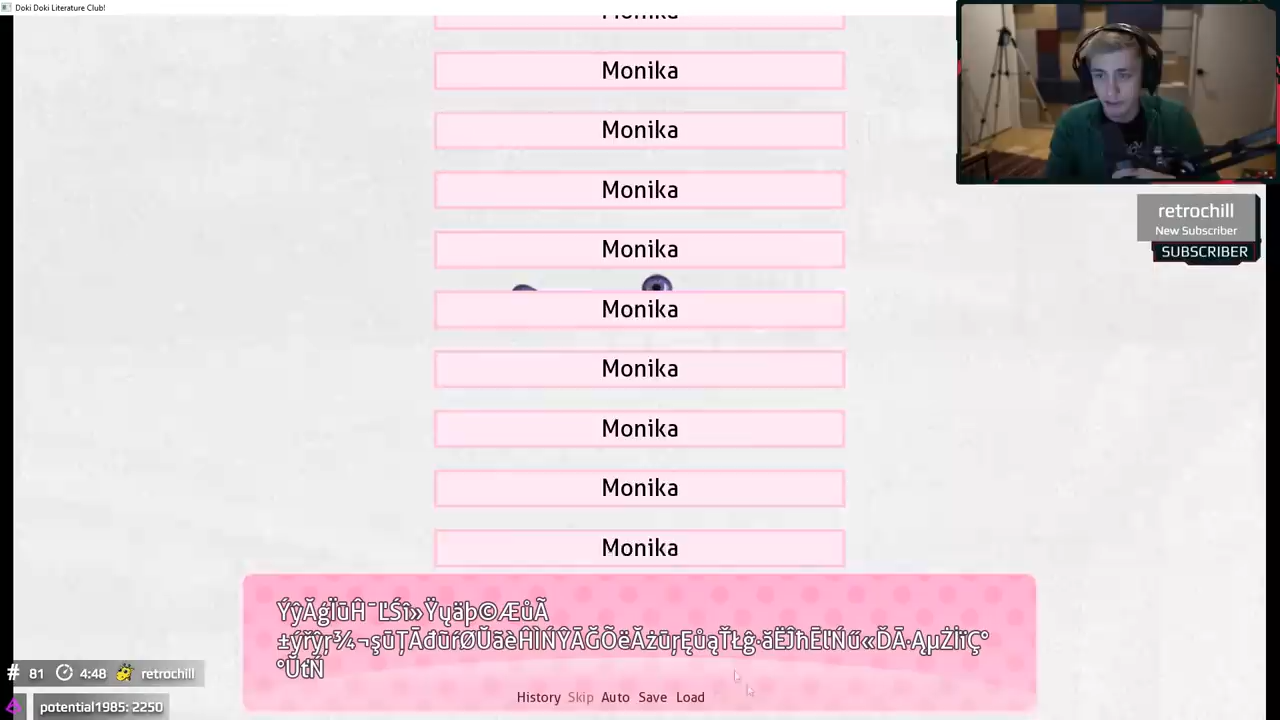 Doki Doki Literature Club!
Monika
Monika
Monika
Monika
Monika
Monika
Monika
Monika
Monika
Monika
retrochill
New Subscriber
SUBSCRIBER
History Skip Auto Save Load
# 81 4:48 retrochill
potential1985: 2250